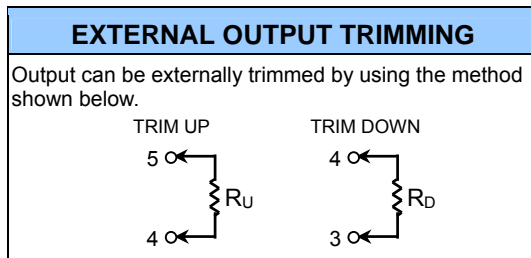 EXTERNAL OUTPUT TRIMMING
Output can be externally trimmed by using the method
shown below.
TRIM UP TRIM DOWN
5 4
RU RD
4 3